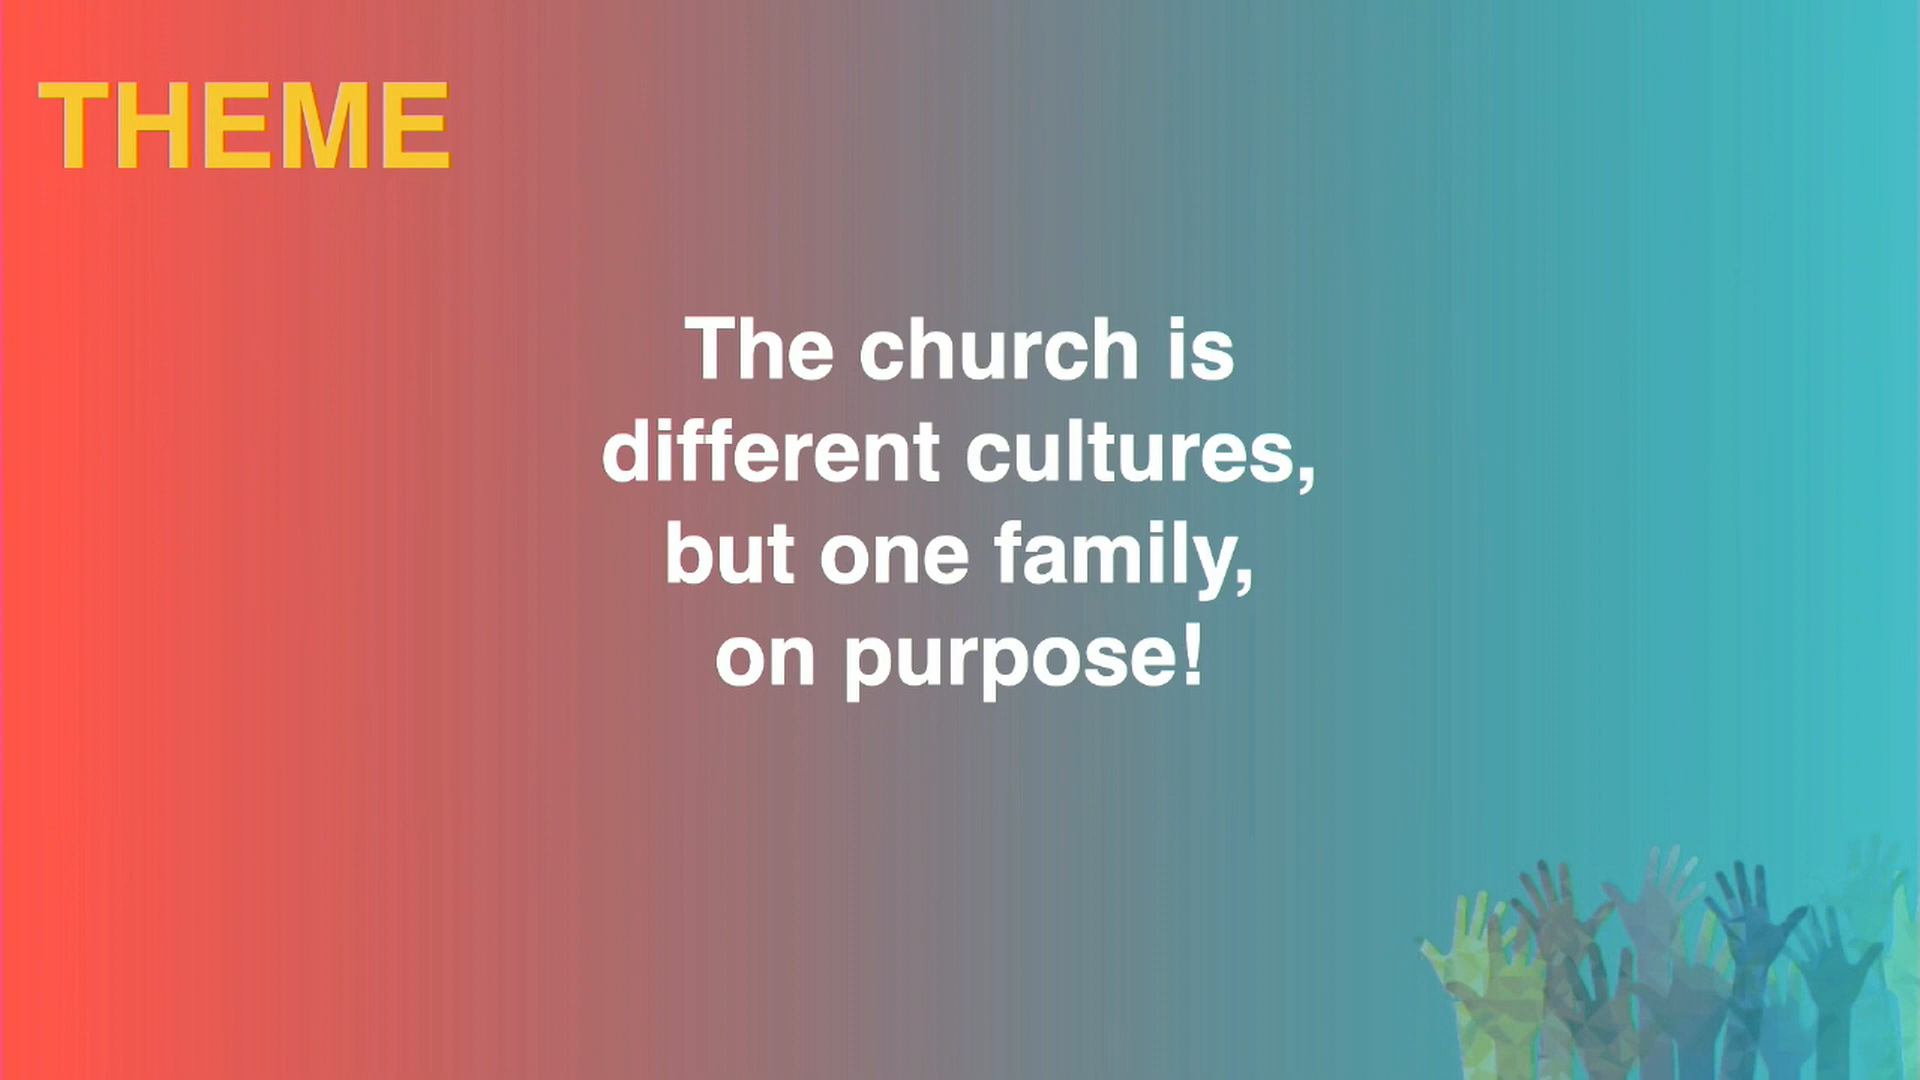 THEME
The church is
different cultures,
but one family,
on purpose!